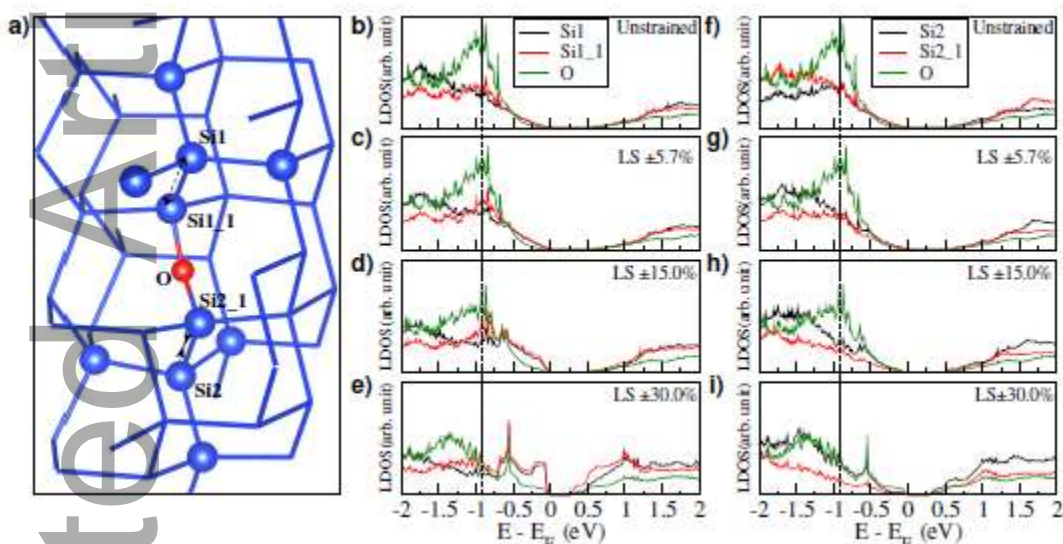 a)
Si1
Si1_1
O
Si2_1
Si2
b)
Si1
Si1_1
O
Unstrained
LDOS(arb. unit)
c)
LS ±5.7%
LDOS(arb. unit)
d)
LS ±15.0%
LDOS(arb. unit)
e)
LS ±30.0%
LDOS(arb. unit)
-2 -1.5 -1 -0.5 0 0.5 1 1.5 2
E - E_F (eV)
f)
Si2
Si2_1
O
Unstrained
LDOS(arb. unit)
g)
LS ±5.7%
LDOS(arb. unit)
h)
LS ±15.0%
LDOS(arb. unit)
i)
LS±30.0%
LDOS(arb. unit)
-2 -1.5 -1 -0.5 0 0.5 1 1.5 2
E - E_F (eV)
ted Arti